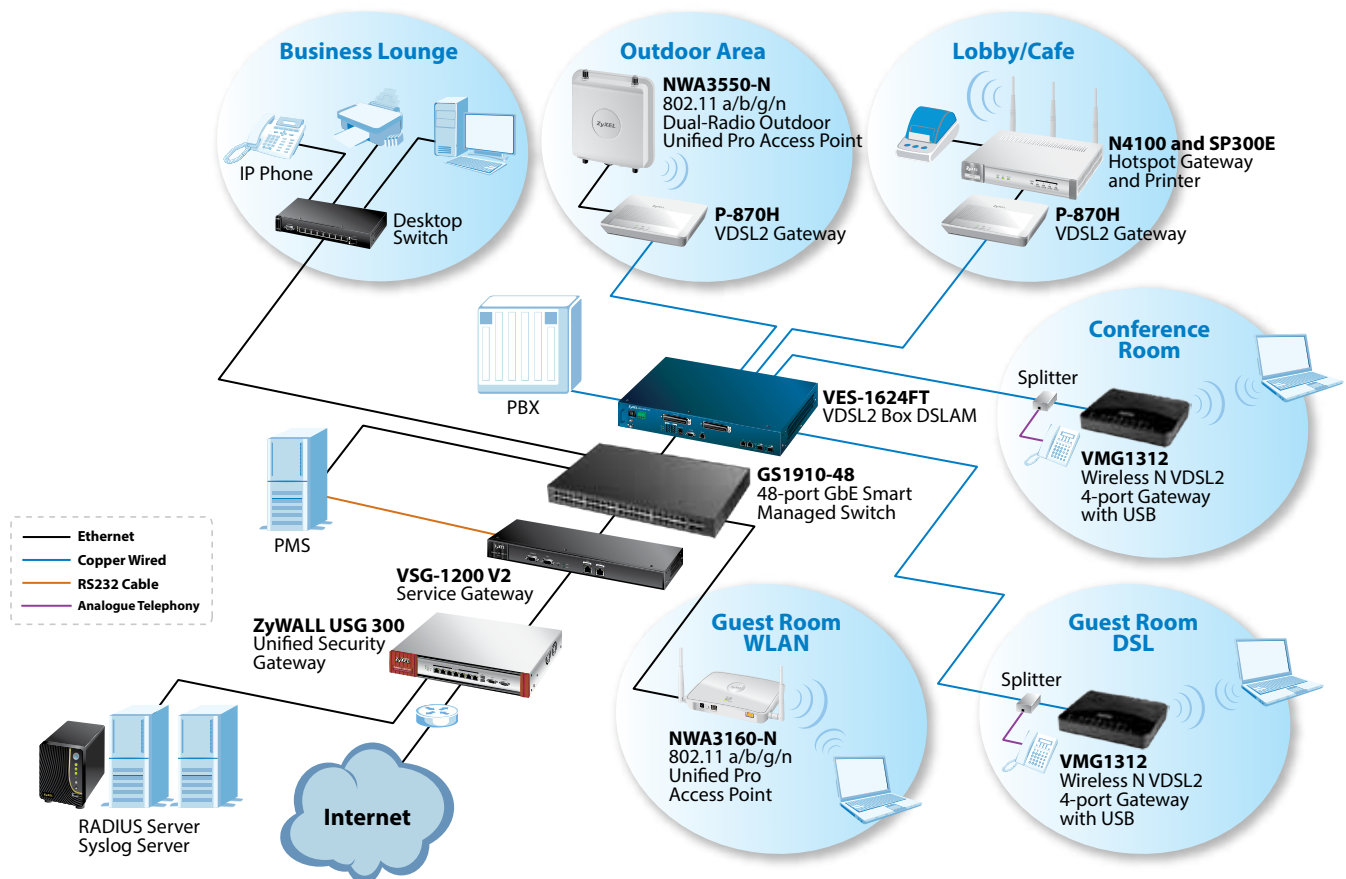 Business Lounge
IP Phone
Desktop
Switch
Outdoor Area
NWA3550-N
802.11 a/b/g/n
Dual-Radio Outdoor
Unified Pro Access Point
ZyXEL
P-870H
VDSL2 Gateway
Lobby/Cafe
N4100 and SP300E
Hotspot Gateway
and Printer
P-870H
VDSL2 Gateway
PBX
VES-1624FT
VDSL2 Box DSLAM
Conference
Room
Splitter
VMG1312
Wireless N VDSL2
4-port Gateway
with USB
PMS
GS1910-48
48-port GbE Smart
Managed Switch
Ethernet
Copper Wired
RS232 Cable
Analogue Telephony
VSG-1200 V2
Service Gateway
ZyWALL USG 300
Unified Security
Gateway
ZyXEL
RADIUS Server
Syslog Server
Internet
Guest Room
WLAN
NWA3160-N
802.11 a/b/g/n
Unified Pro
Access Point
Guest Room
DSL
Splitter
VMG1312
Wireless N VDSL2
4-port Gateway
with USB